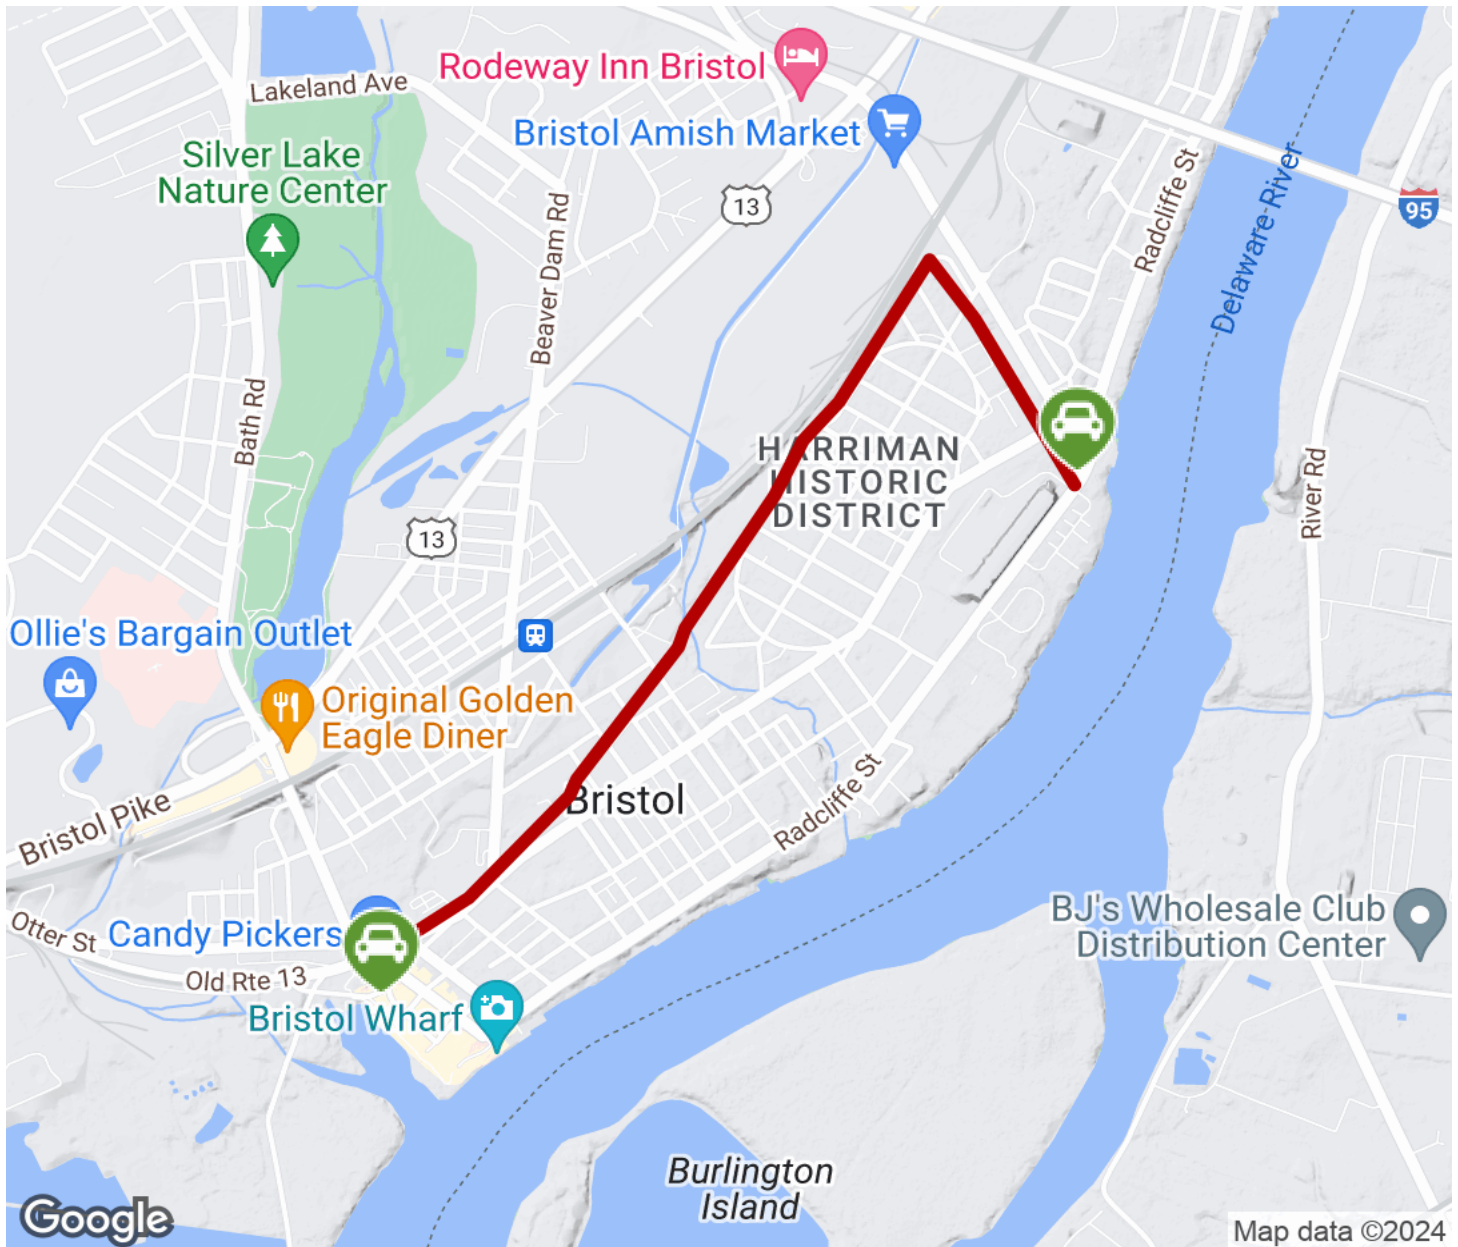 Lakeland Ave
Rodeway Inn Bristol
Bristol Amish Market
Silver Lake
Nature Center
13
95
Radcliffe St
Delaware River
Beaver Dam Rd
Bath Rd
HARRIMAN
HISTORIC
DISTRICT
River Rd
13
Ollie's Bargain Outlet
Original Golden
Eagle Diner
Bristol
Bristol Pike
Radcliffe St
Otter St
Candy Pickers
Old Rte 13
Bristol Wharf
BJ's Wholesale Club
Distribution Center
Burlington
Island
Google
Map data ©2024